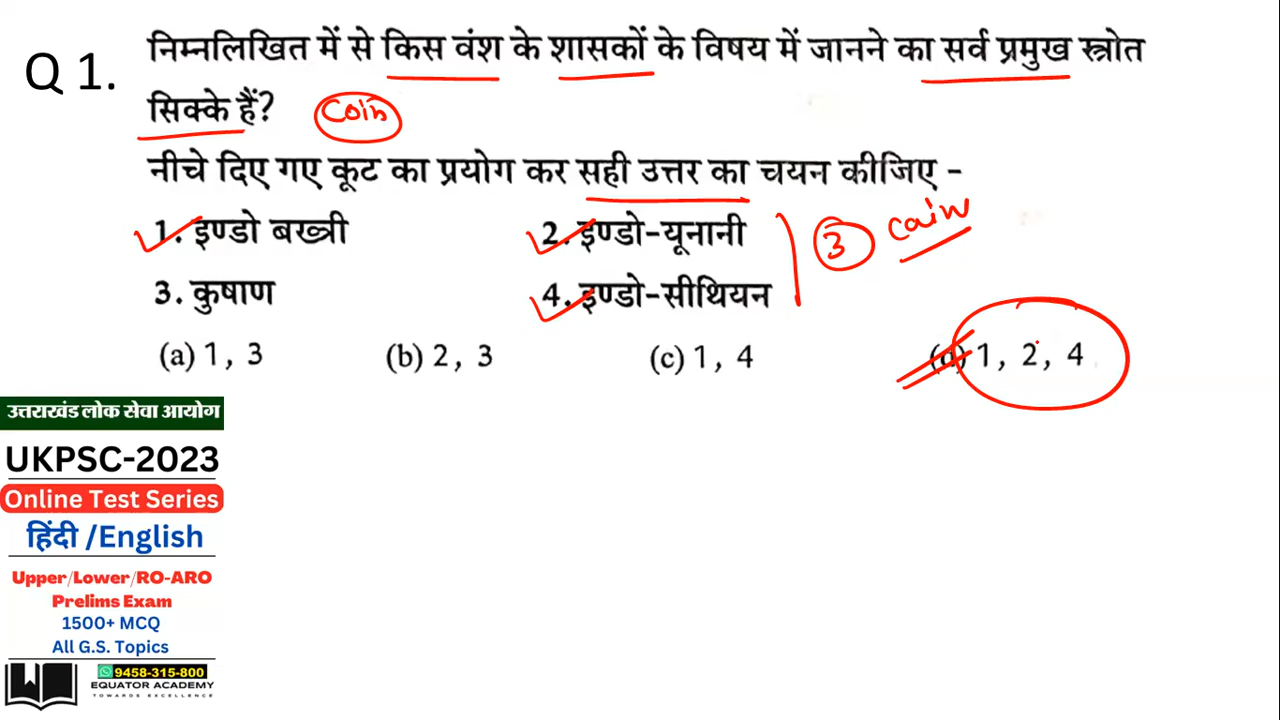 Q 1.
निम्नलिखित में से किस वंश के शासकों के विषय में जानने का सर्व प्रमुख स्त्रोत
सिक्के हैं? Coin
नीचे दिए गए कूट का प्रयोग कर सही उत्तर का चयन कीजिए -
1. इण्डो बख्त्री 2. इण्डो-यूनानी 3 coin
3. कुषाण 4. इण्डो-सीथियन
(a) 1, 3 (b) 2, 3 (c) 1, 4 (d) 1, 2, 4
उत्तराखंड लोक सेवा आयोग
UKPSC-2023
Online Test Series
हिंदी /English
Upper/Lower/RO-ARO
Prelims Exam
1500+ MCQ
All G.S. Topics
9458-315-800
EQUATOR ACADEMY
TOWARDS EXCELLENCE